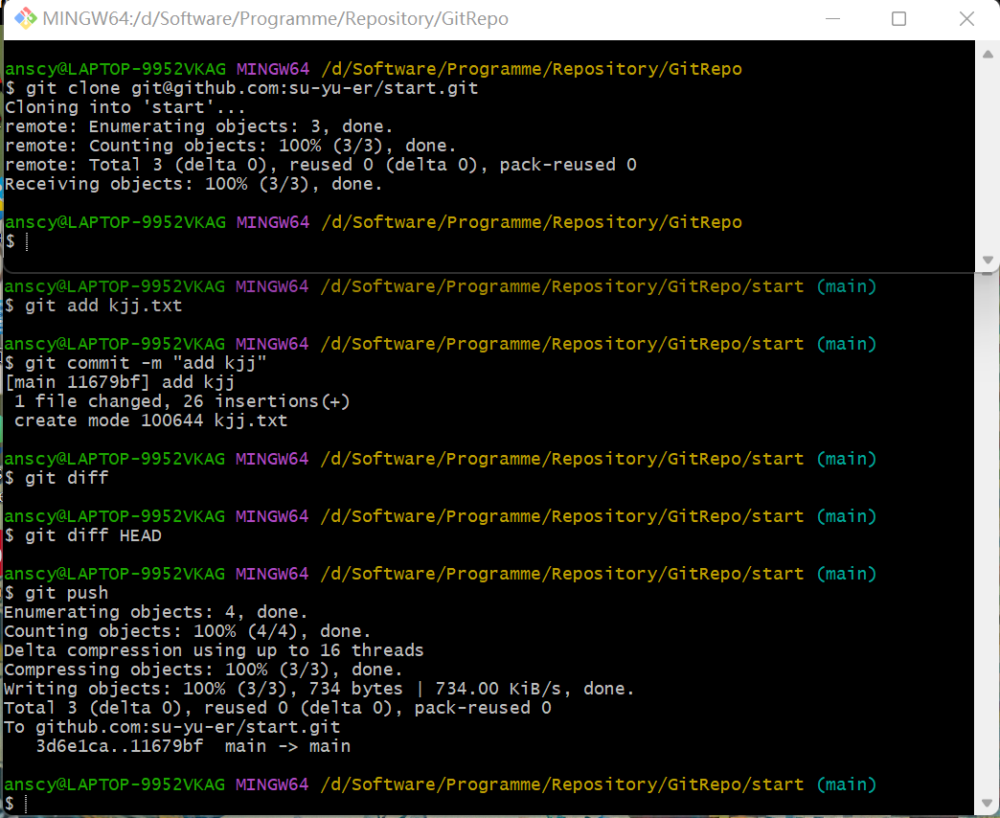 MINGW64:/d/Software/Programme/Repository/GitRepo
anscy@LAPTOP-9952VKAG MINGW64 /d/Software/Programme/Repository/GitRepo
$ git clone git@github.com:su-yu-er/start.git
Cloning into 'start'...
remote: Enumerating objects: 3, done.
remote: Counting objects: 100% (3/3), done.
remote: Total 3 (delta 0), reused 0 (delta 0), pack-reused 0
Receiving objects: 100% (3/3), done.
anscy@LAPTOP-9952VKAG MINGW64 /d/Software/Programme/Repository/GitRepo
$
anscy@LAPTOP-9952VKAG MINGW64 /d/Software/Programme/Repository/GitRepo/start (main)
$ git add kjj.txt
anscy@LAPTOP-9952VKAG MINGW64 /d/Software/Programme/Repository/GitRepo/start (main)
$ git commit -m "add kjj"
[main 11679bf] add kjj
1 file changed, 26 insertions(+)
create mode 100644 kjj.txt
anscy@LAPTOP-9952VKAG MINGW64 /d/Software/Programme/Repository/GitRepo/start (main)
$ git diff
anscy@LAPTOP-9952VKAG MINGW64 /d/Software/Programme/Repository/GitRepo/start (main)
$ git diff HEAD
anscy@LAPTOP-9952VKAG MINGW64 /d/Software/Programme/Repository/GitRepo/start (main)
$ git push
Enumerating objects: 4, done.
Counting objects: 100% (4/4), done.
Delta compression using up to 16 threads
Compressing objects: 100% (3/3), done.
Writing objects: 100% (3/3), 734 bytes | 734.00 KiB/s, done.
Total 3 (delta 0), reused 0 (delta 0), pack-reused 0
To github.com:su-yu-er/start.git
3d6e1ca..11679bf main -> main
anscy@LAPTOP-9952VKAG MINGW64 /d/Software/Programme/Repository/GitRepo/start (main)
$